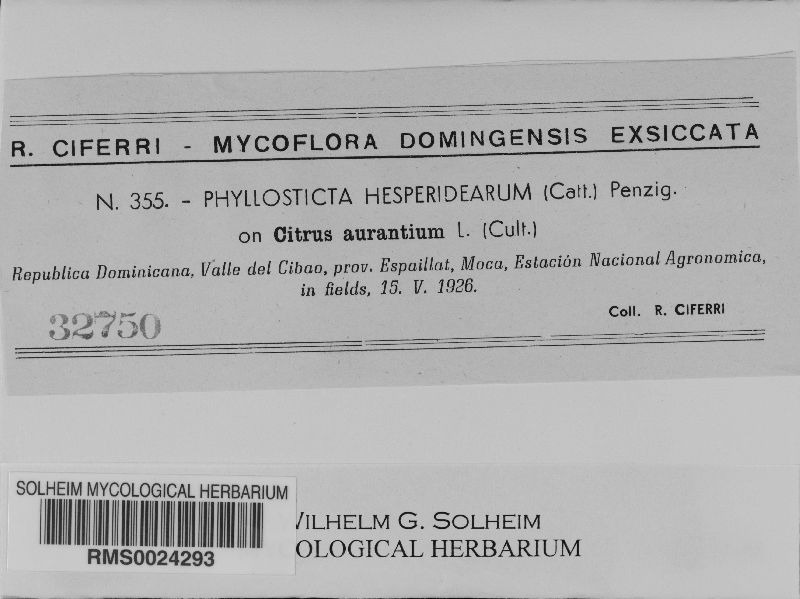 R. CIFERRI - MYCOFLORA DOMINGENSIS EXSICCATA
N. 355. - PHYLLOSTICTA HESPERIDEARUM (Catt.) Penzig.
on Citrus aurantium L. (Cult.)
Republica Dominicana, Valle del Cibao, prov. Espaillat, Moca, Estación Nacional Agronomica,
in fields, 15. V. 1926.
Coll. R. CIFERRI
32750
SOLHEIM MYCOLOGICAL HERBARIUM
RMS0024293
WILHELM G. SOLHEIM
OLOGICAL HERBARIUM